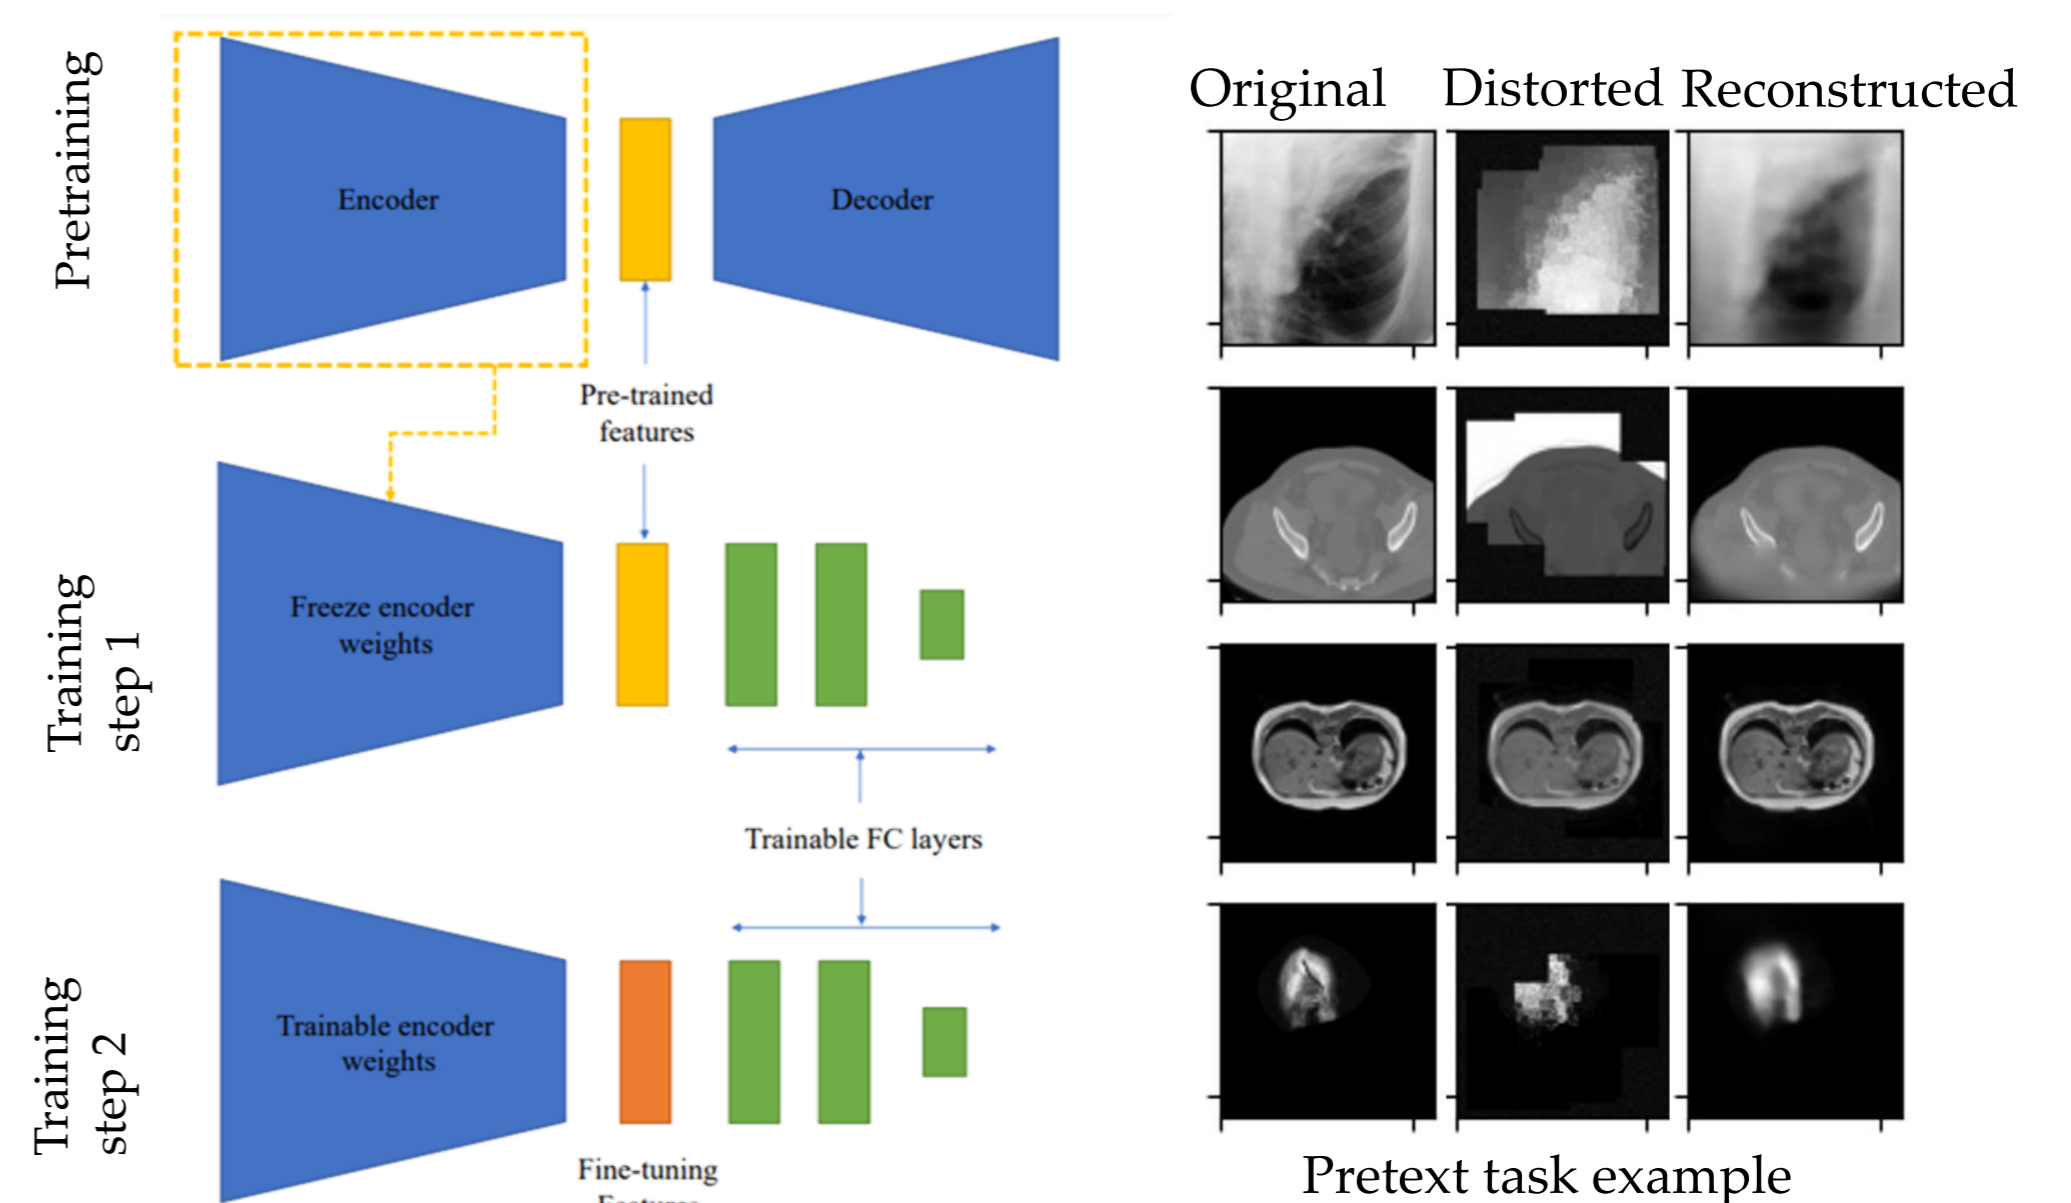 Pretraining
Encoder
Decoder
Pre-trained
features
Training
step 1
Freeze encoder
weights
Trainable FC layers
Training
step 2
Trainable encoder
weights
Fine-tuning
Features
Original
Distorted
Reconstructed
Pretext task example